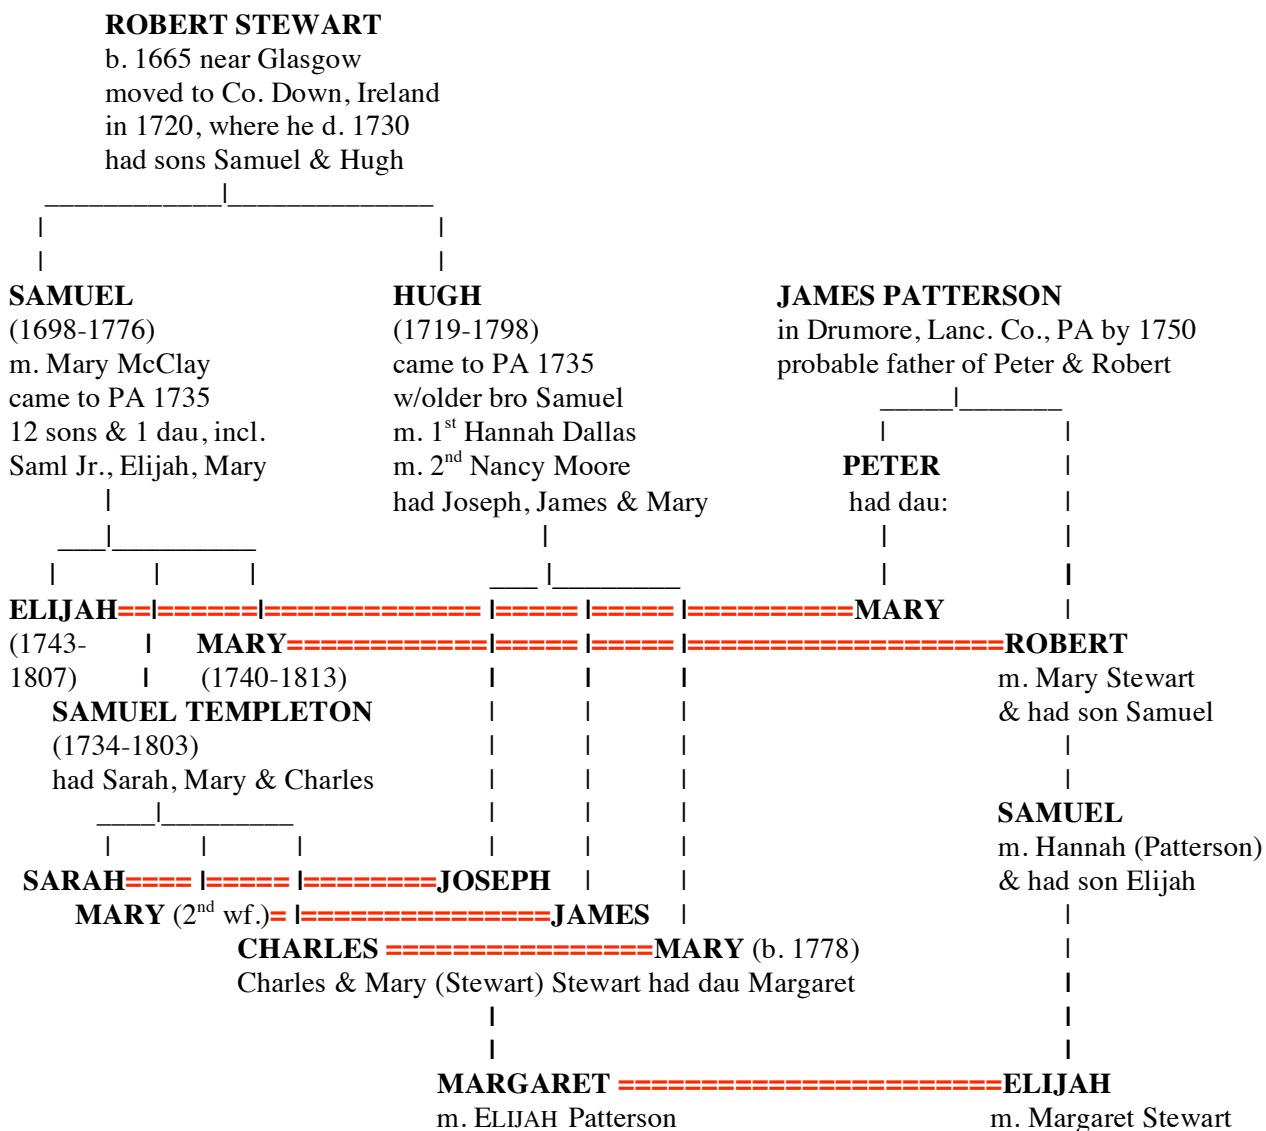 ROBERT STEWART
b. 1665 near Glasgow
moved to Co. Down, Ireland
in 1720, where he d. 1730
had sons Samuel & Hugh
SAMUEL
(1698-1776)
m. Mary McClay
came to PA 1735
12 sons & 1 dau, incl.
Saml Jr., Elijah, Mary
HUGH
(1719-1798)
came to PA 1735
w/older bro Samuel
m. 1st Hannah Dallas
m. 2nd Nancy Moore
had Joseph, James & Mary
JAMES PATTERSON
in Drumore, Lanc. Co., PA by 1750
probable father of Peter & Robert
PETER
had dau:
ELIJAH MARY
(1743-
1807)
MARY ROBERT
(1740-1813)
m. Mary Stewart
& had son Samuel
SAMUEL TEMPLETON
(1734-1803)
had Sarah, Mary & Charles
SAMUEL
m. Hannah (Patterson)
& had son Elijah
SARAH JOSEPH
MARY (2nd wf.) JAMES
CHARLES MARY (b. 1778)
Charles & Mary (Stewart) Stewart had dau Margaret
MARGARET ELIJAH
m. ELIJAH Patterson m. Margaret Stewart